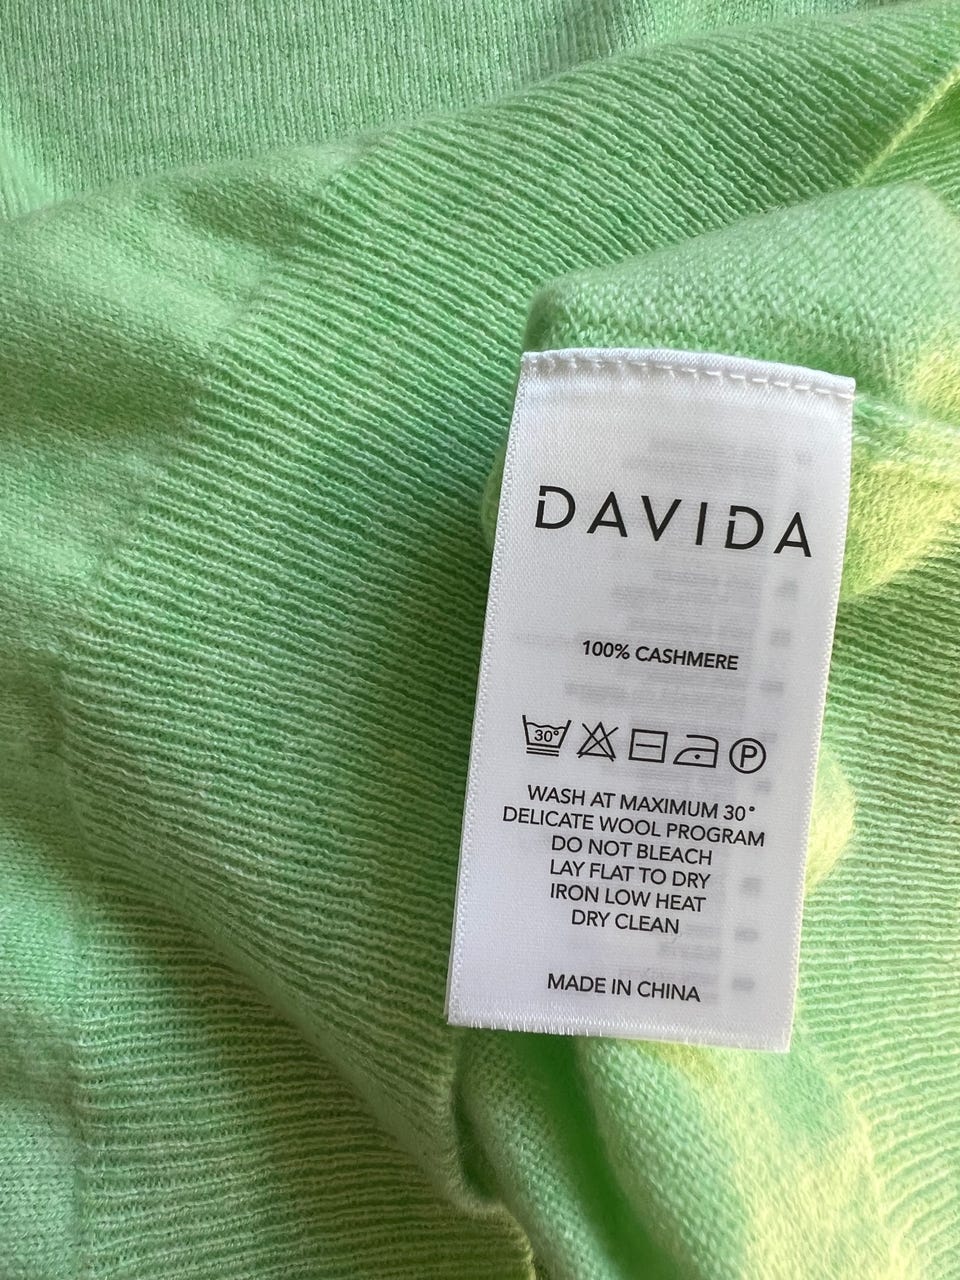 DAVIDA
100% CASHMERE
30° P
WASH AT MAXIMUM 30°
DELICATE WOOL PROGRAM
DO NOT BLEACH
LAY FLAT TO DRY
IRON LOW HEAT
DRY CLEAN
MADE IN CHINA